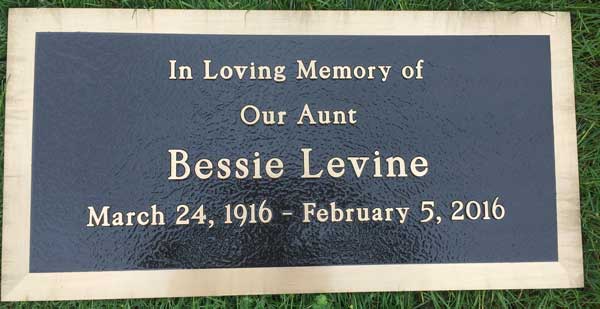 In Loving Memory of
Our Aunt
Bessie Levine
March 24, 1916 - February 5, 2016